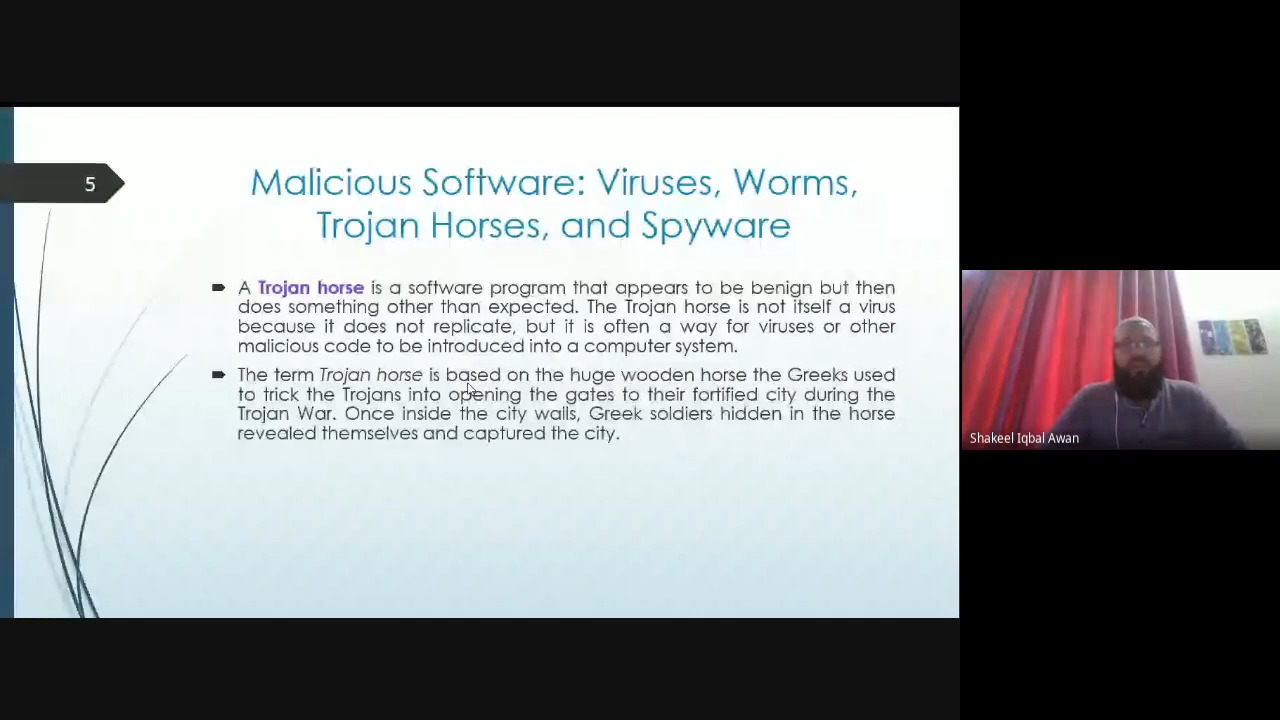 5
Malicious Software: Viruses, Worms,
Trojan Horses, and Spyware
A Trojan horse is a software program that appears to be benign but then
does something other than expected. The Trojan horse is not itself a virus
because it does not replicate, but it is often a way for viruses or other
malicious code to be introduced into a computer system.
The term Trojan horse is based on the huge wooden horse the Greeks used
to trick the Trojans into opening the gates to their fortified city during the
Trojan War. Once inside the city walls, Greek soldiers hidden in the horse
revealed themselves and captured the city.
Shakeel Iqbal Awan